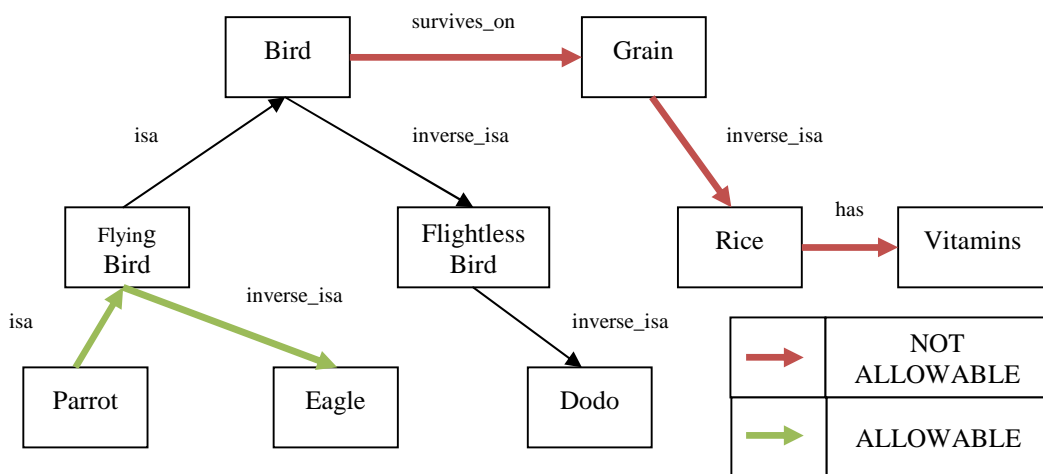 survives_on
Bird
Grain
isa
inverse_isa
inverse_isa
Flying
Bird
Flightless
Bird
Rice
has
Vitamins
isa
inverse_isa
inverse_isa
Parrot
Eagle
Dodo
NOT
ALLOWABLE
ALLOWABLE